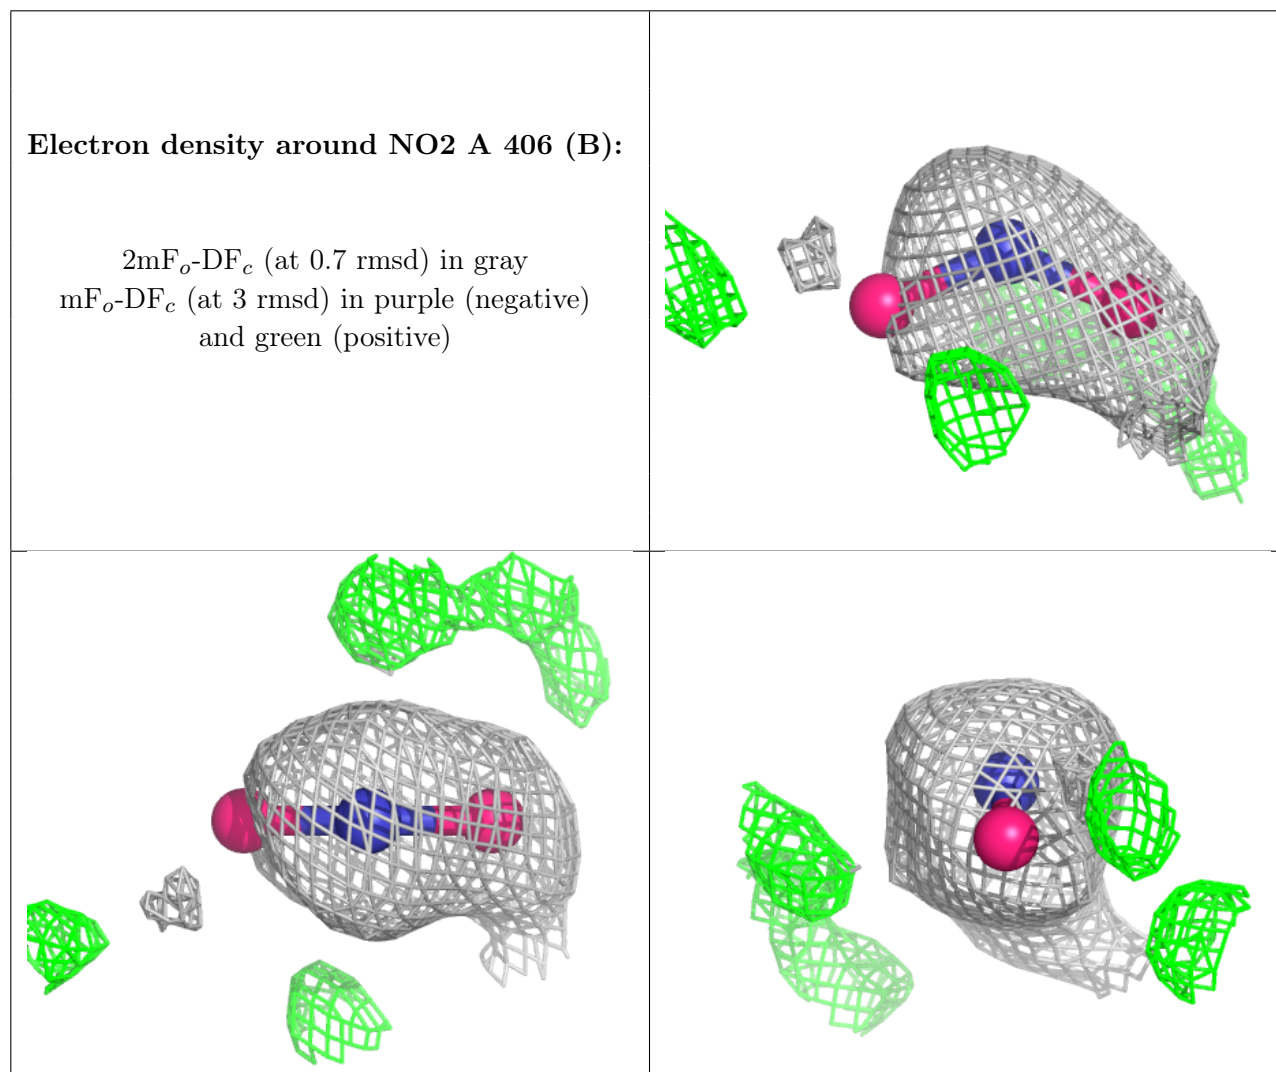 Electron density around NO2 A 406 (B):
2mFo-DFc (at 0.7 rmsd) in gray
mFo-DFc (at 3 rmsd) in purple (negative)
and green (positive)